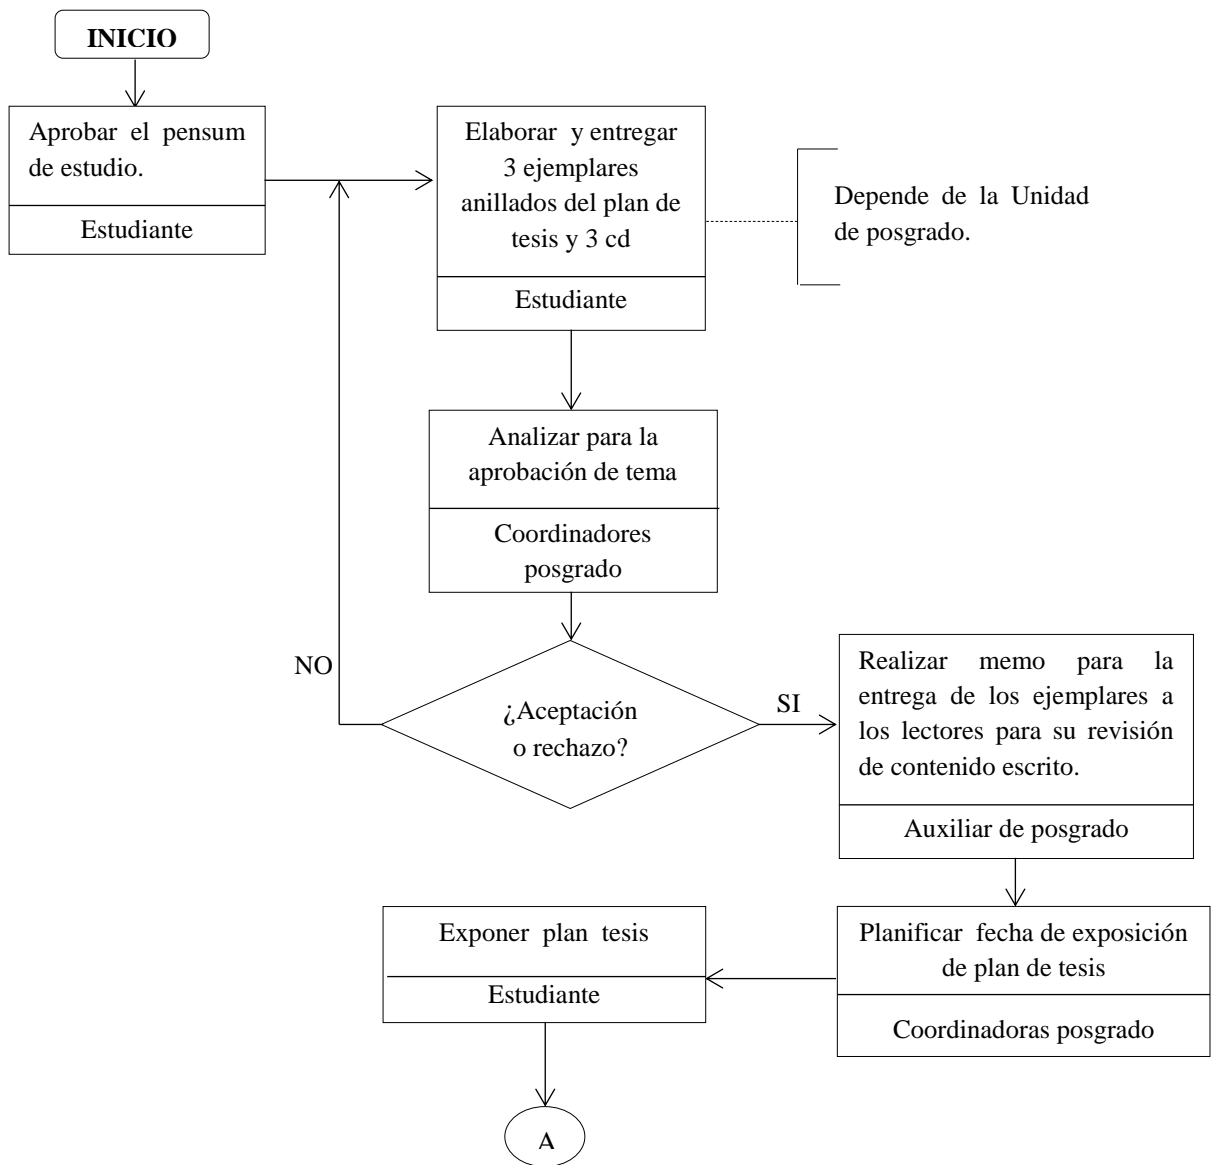 INICIO
Aprobar el pensum
de estudio.
Estudiante
Elaborar y entregar
3 ejemplares
anillados del plan de
tesis y 3 cd
Estudiante
Depende de la Unidad
de posgrado.
Analizar para la
aprobación de tema
Coordinadores
posgrado
NO
¿Aceptación
o rechazo?
SI
Realizar memo para la
entrega de los ejemplares a
los lectores para su revisión
de contenido escrito.
Auxiliar de posgrado
Planificar fecha de exposición
de plan de tesis
Coordinadoras posgrado
Exponer plan tesis
Estudiante
A